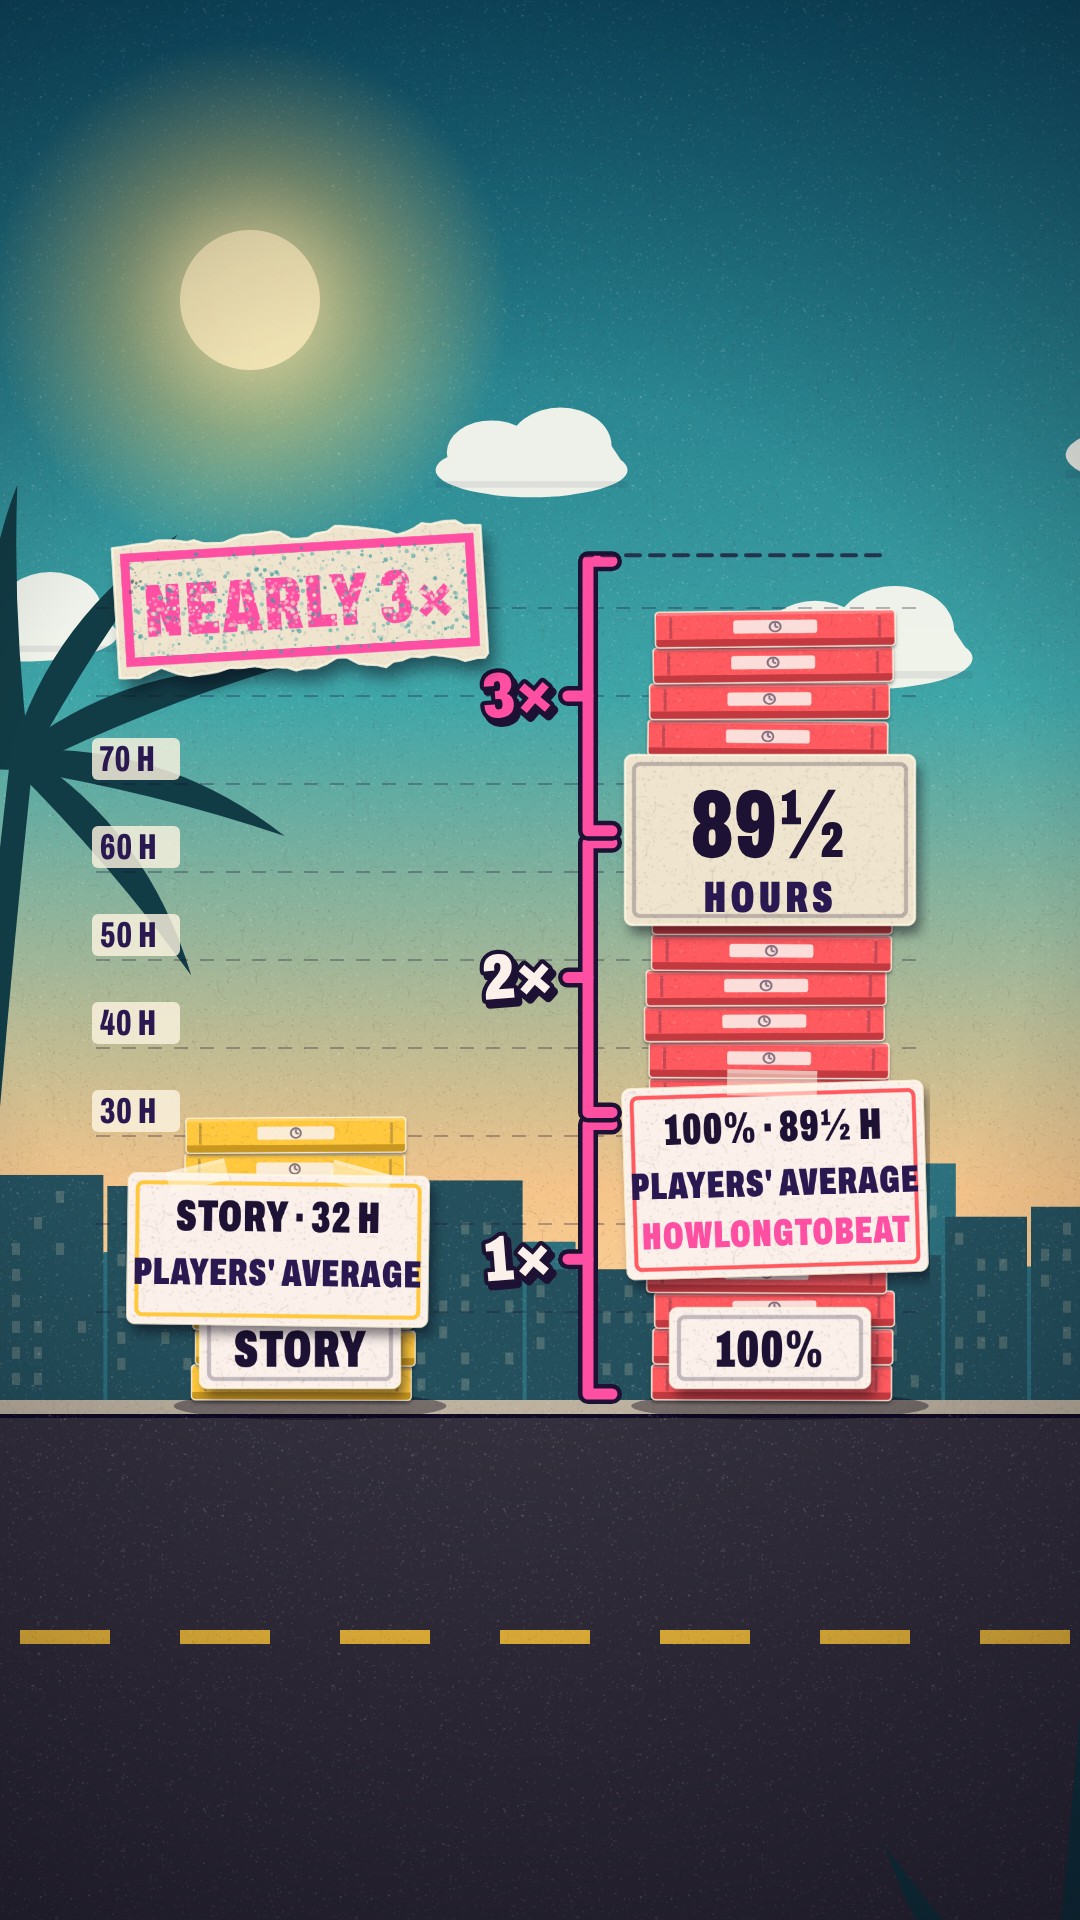 NEARLY 3×
3×
70 H
89½
HOURS
60 H
50 H
2×
40 H
30 H
100% · 89½ H
PLAYERS' AVERAGE
HOWLONGTOBEAT
STORY · 32 H
PLAYERS' AVERAGE
1×
STORY
100%